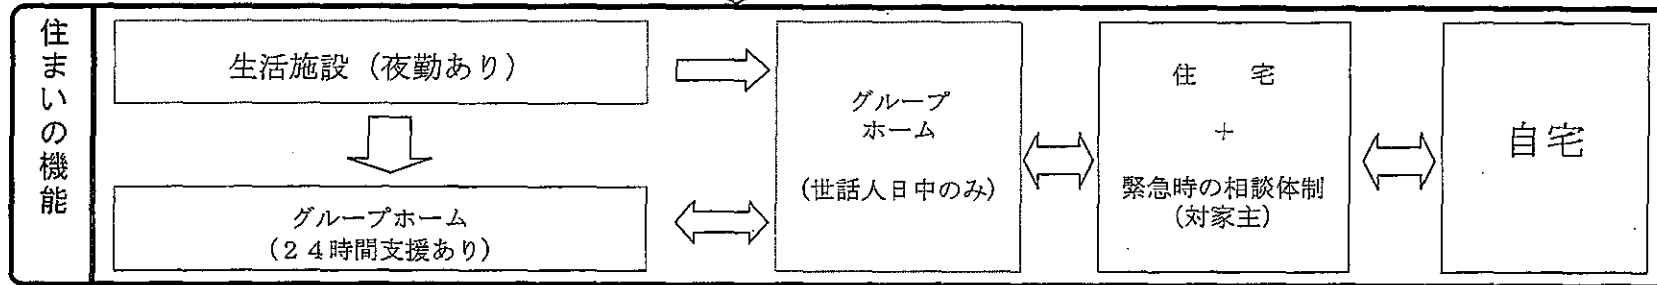 住まいの機能
生活施設（夜勤あり）
グループホーム
（２４時間支援あり）
グループ
ホーム
(世話人日中のみ)
住　　宅
＋
緊急時の相談体制
(対家主)
自宅